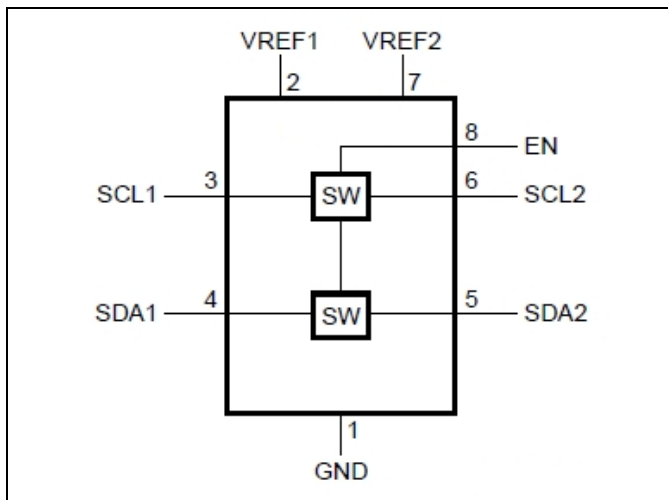 VREF1 VREF2
2 7
8 EN
SCL1 3 SW 6 SCL2
SDA1 4 SW 5 SDA2
1
GND